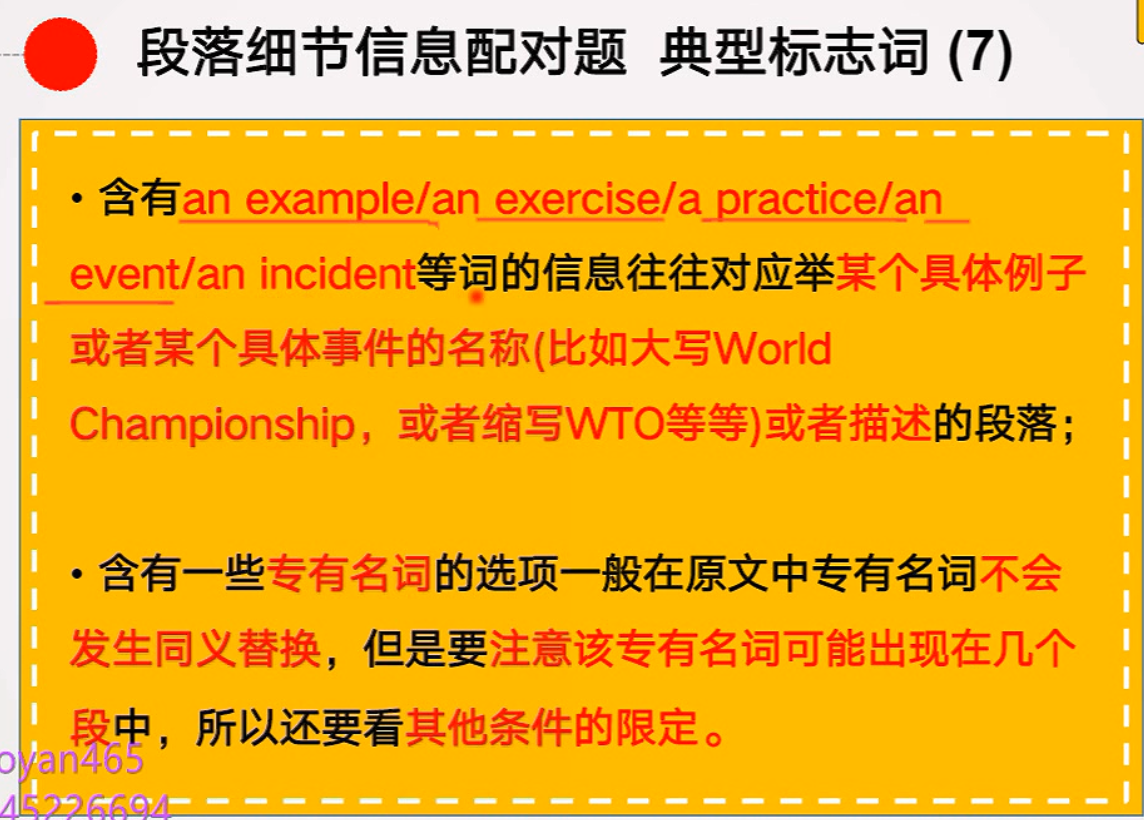 段落细节信息配对题 典型标志词 (7)
• 含有an example/an exercise/a practice/an
event/an incident等词的信息往往对应举某个具体例子
或者某个具体事件的名称(比如大写World
Championship，或者缩写WTO等等)或者描述的段落；
• 含有一些专有名词的选项一般在原文中专有名词不会
发生同义替换，但是要注意该专有名词可能出现在几个
段中，所以还要看其他条件的限定。
oyan465
45226694